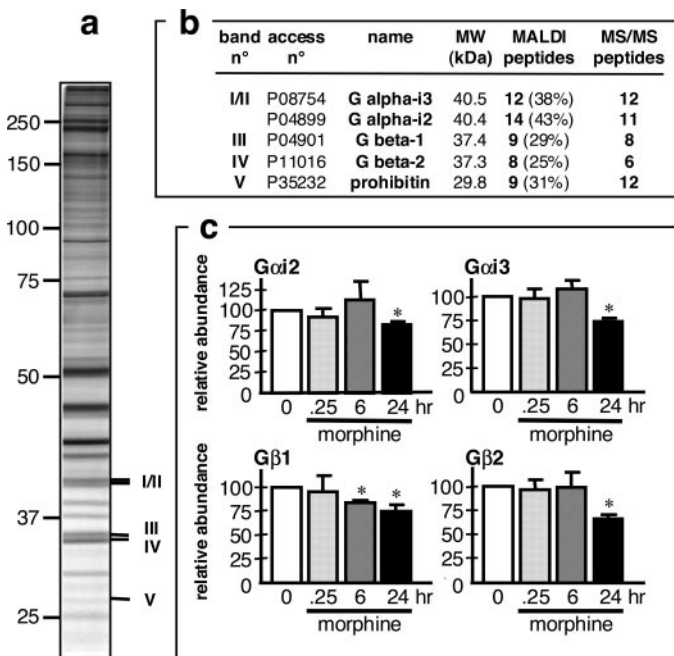 a
250
150
100
75
50
37
25
I/II
III
IV
V
b
band n° access n° name MW (kDa) MALDI peptides MS/MS peptides
I/II P08754 G alpha-i3 40.5 12 (38%) 12
P04899 G alpha-i2 40.4 14 (43%) 11
III P04901 G beta-1 37.4 9 (29%) 8
IV P11016 G beta-2 37.3 8 (25%) 6
V P35232 prohibitin 29.8 9 (31%) 12
c
Gαi2
relative abundance
125
100
75
50
25
0
*
0 .25 6 24 hr
morphine
Gαi3
100
75
50
25
0
*
0 .25 6 24 hr
morphine
Gβ1
relative abundance
100
75
50
25
0
* *
0 .25 6 24 hr
morphine
Gβ2
100
75
50
25
0
*
0 .25 6 24 hr
morphine